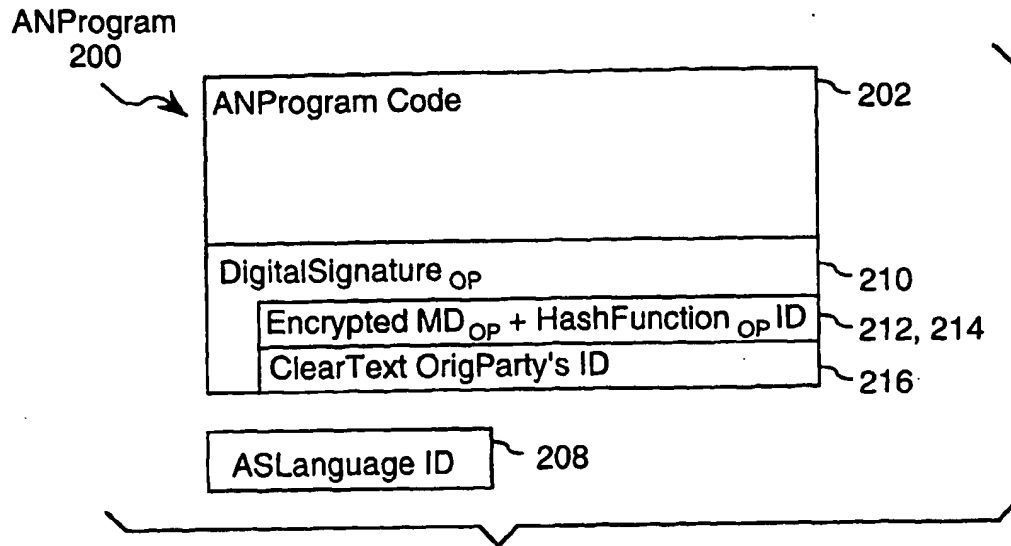 ANProgram
200
ANProgram Code
202
DigitalSignature OP
210
Encrypted MD OP + HashFunction OP ID
212, 214
ClearText OrigParty's ID
216
ASLanguage ID
208